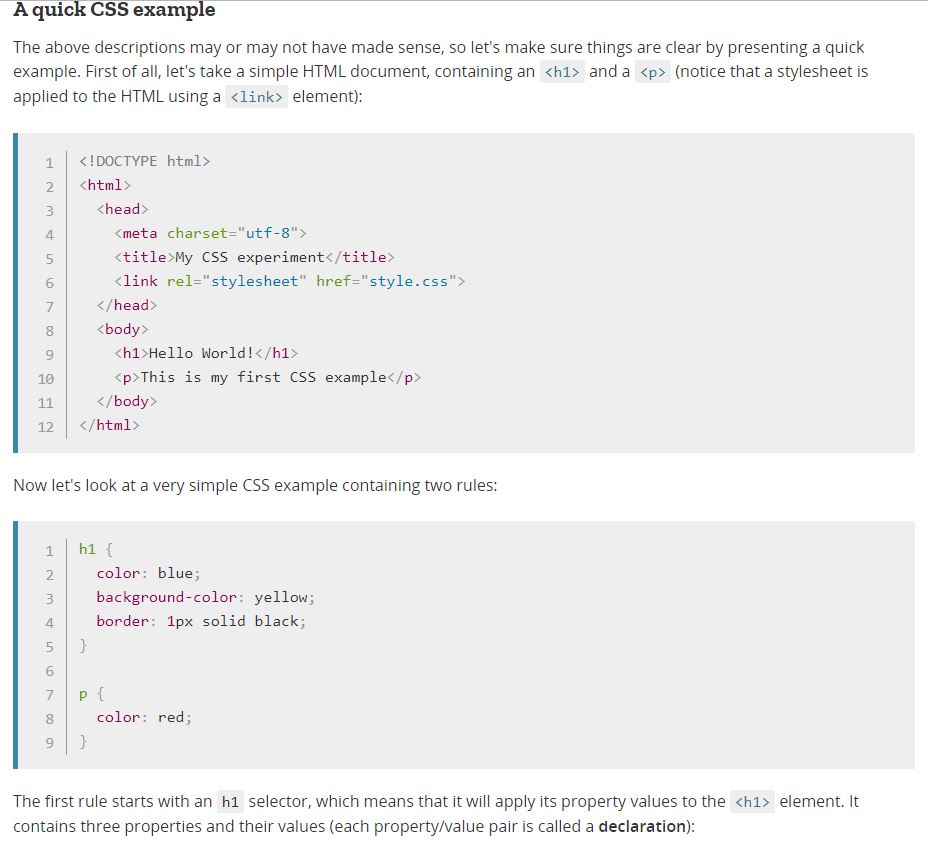 A quick CSS example
The above descriptions may or may not have made sense, so let's make sure things are clear by presenting a quick
example. First of all, let's take a simple HTML document, containing an <h1> and a <p> (notice that a stylesheet is
applied to the HTML using a <link> element):
1 <!DOCTYPE html>
2 <html>
3   <head>
4     <meta charset="utf-8">
5     <title>My CSS experiment</title>
6     <link rel="stylesheet" href="style.css">
7   </head>
8   <body>
9     <h1>Hello World!</h1>
10     <p>This is my first CSS example</p>
11   </body>
12 </html>
Now let's look at a very simple CSS example containing two rules:
1 h1 {
2   color: blue;
3   background-color: yellow;
4   border: 1px solid black;
5 }
6
7 p {
8   color: red;
9 }
The first rule starts with an h1 selector, which means that it will apply its property values to the <h1> element. It
contains three properties and their values (each property/value pair is called a declaration):